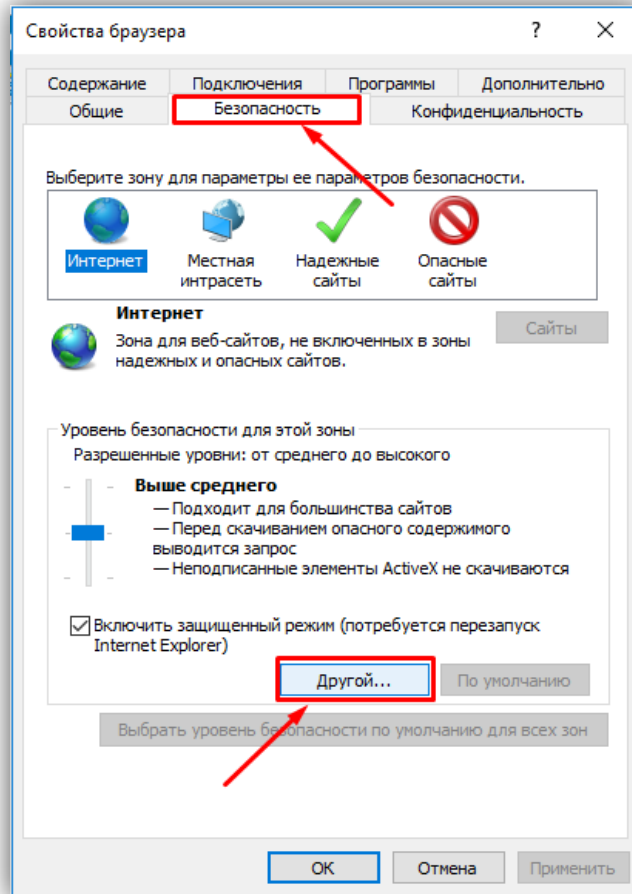 Свойства браузера ? ✕
Содержание Подключения Программы Дополнительно
Общие Безопасность Конфиденциальность
Выберите зону для параметры ее параметров безопасности.
Интернет
Местная
интрасеть
Надежные
сайты
Опасные
сайты
Интернет
Зона для веб-сайтов, не включенных в зоны
надежных и опасных сайтов.
Сайты
Уровень безопасности для этой зоны
Разрешенные уровни: от среднего до высокого
Выше среднего
— Подходит для большинства сайтов
— Перед скачиванием опасного содержимого
выводится запрос
— Неподписанные элементы ActiveX не скачиваются
Включить защищенный режим (потребуется перезапуск
Internet Explorer)
Другой... По умолчанию
Выбрать уровень безопасности по умолчанию для всех зон
OK Отмена Применить